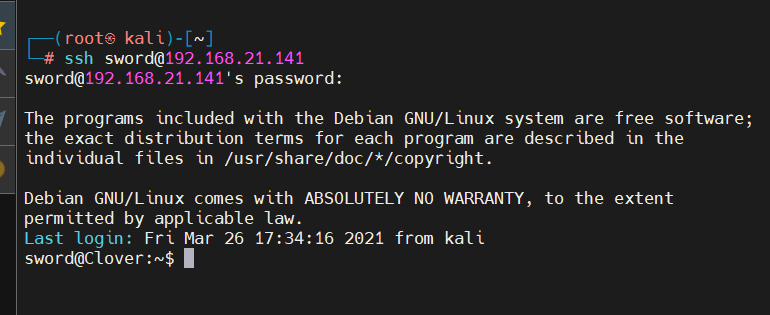 ┌──(root㉿ kali)-[~]
└─# ssh sword@192.168.21.141
sword@192.168.21.141's password:
The programs included with the Debian GNU/Linux system are free software;
the exact distribution terms for each program are described in the
individual files in /usr/share/doc/*/copyright.
Debian GNU/Linux comes with ABSOLUTELY NO WARRANTY, to the extent
permitted by applicable law.
Last login: Fri Mar 26 17:34:16 2021 from kali
sword@Clover:~$